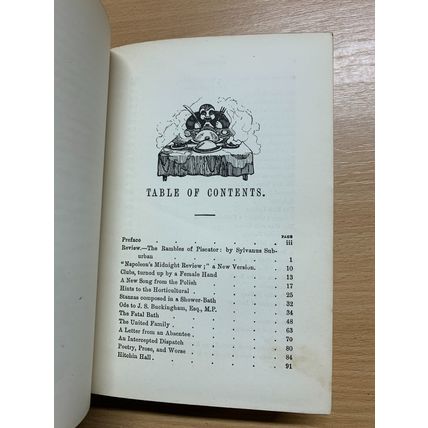 TABLE OF CONTENTS.
PAGE
Preface . . . . . . . . iii
Review.—The Rambles of Piscator: by Sylvanus Sub-
urban . . . . . . . 1
"Napoleon's Midnight Review;" a New Version. . . . 10
Clubs, turned up by a Female Hand . . . . 13
A New Song from the Polish . . . . . 17
Hints to the Horticultural . . . . . . 25
Stanzas composed in a Shower-Bath . . . . 32
Ode to J. S. Buckingham, Esq., M.P. . . . . 34
The Fatal Bath . . . . . . . 48
The United Family . . . . . . . 63
A Letter from an Absentee . . . . . . 70
An Intercepted Dispatch . . . . . . 80
Poetry, Prose, and Worse . . . . . . 84
Hitchin Hall . . . . . . . 91